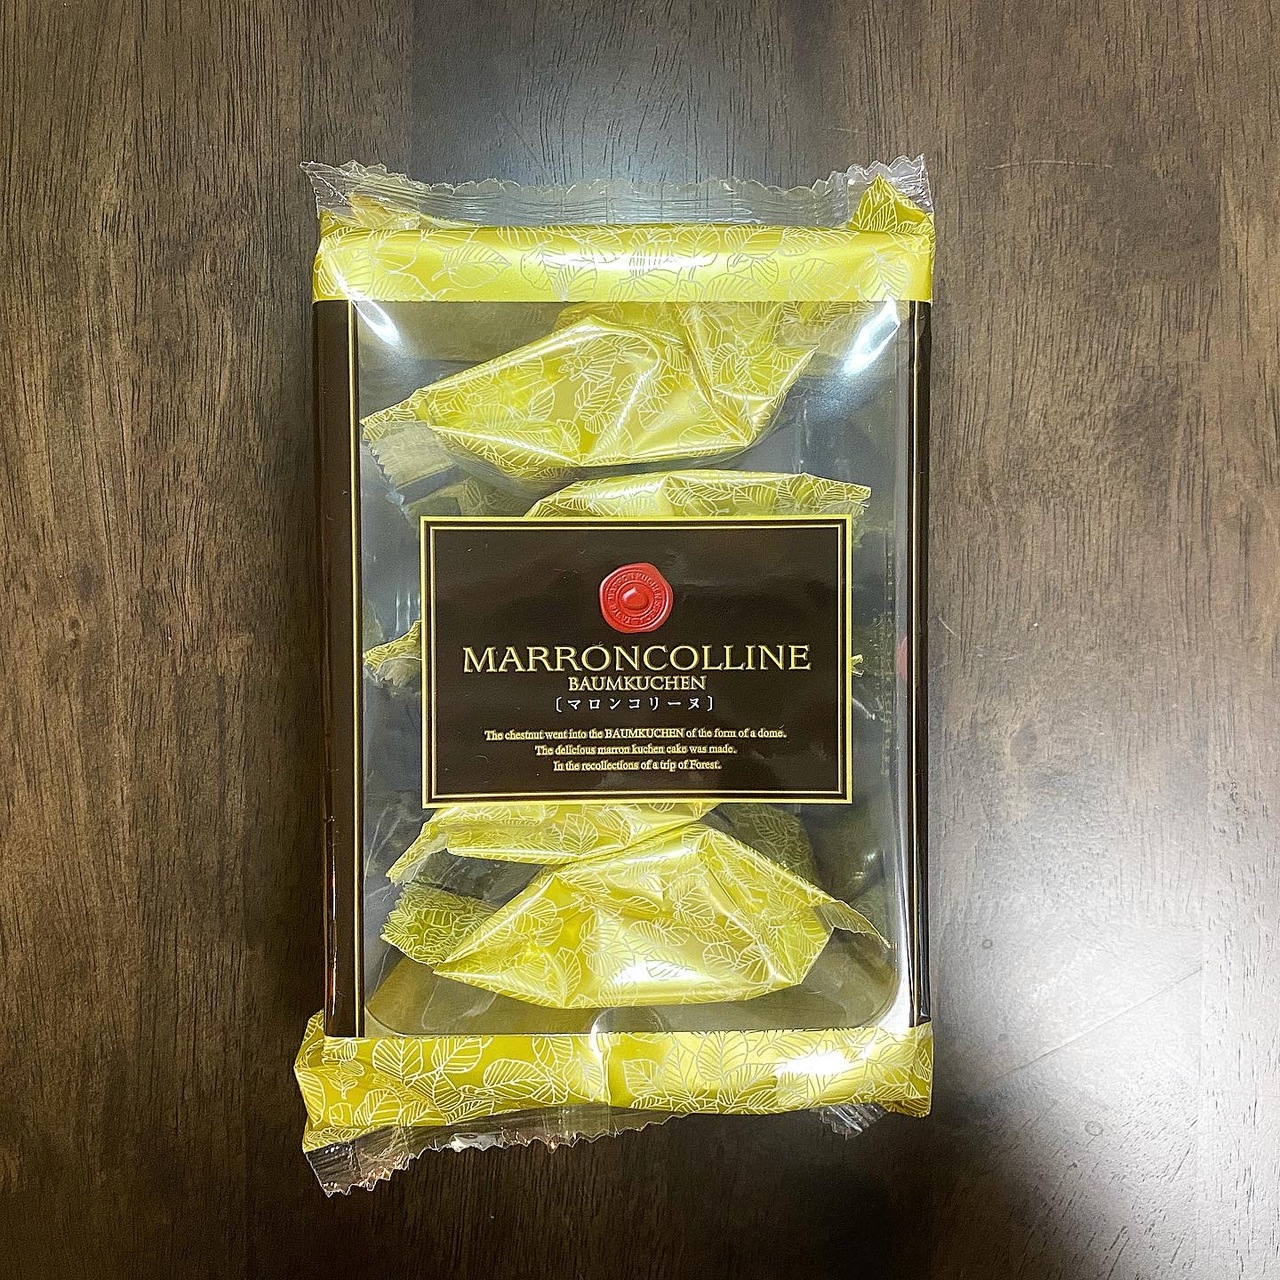 MARRONCOLLINE
BAUMKUCHEN
〔マロンコリーヌ〕
The chestnut went into the BAUMKUCHEN of the form of a dome.
The delicious marron kuchen cake was made.
In the recollections of a trip of Forest.